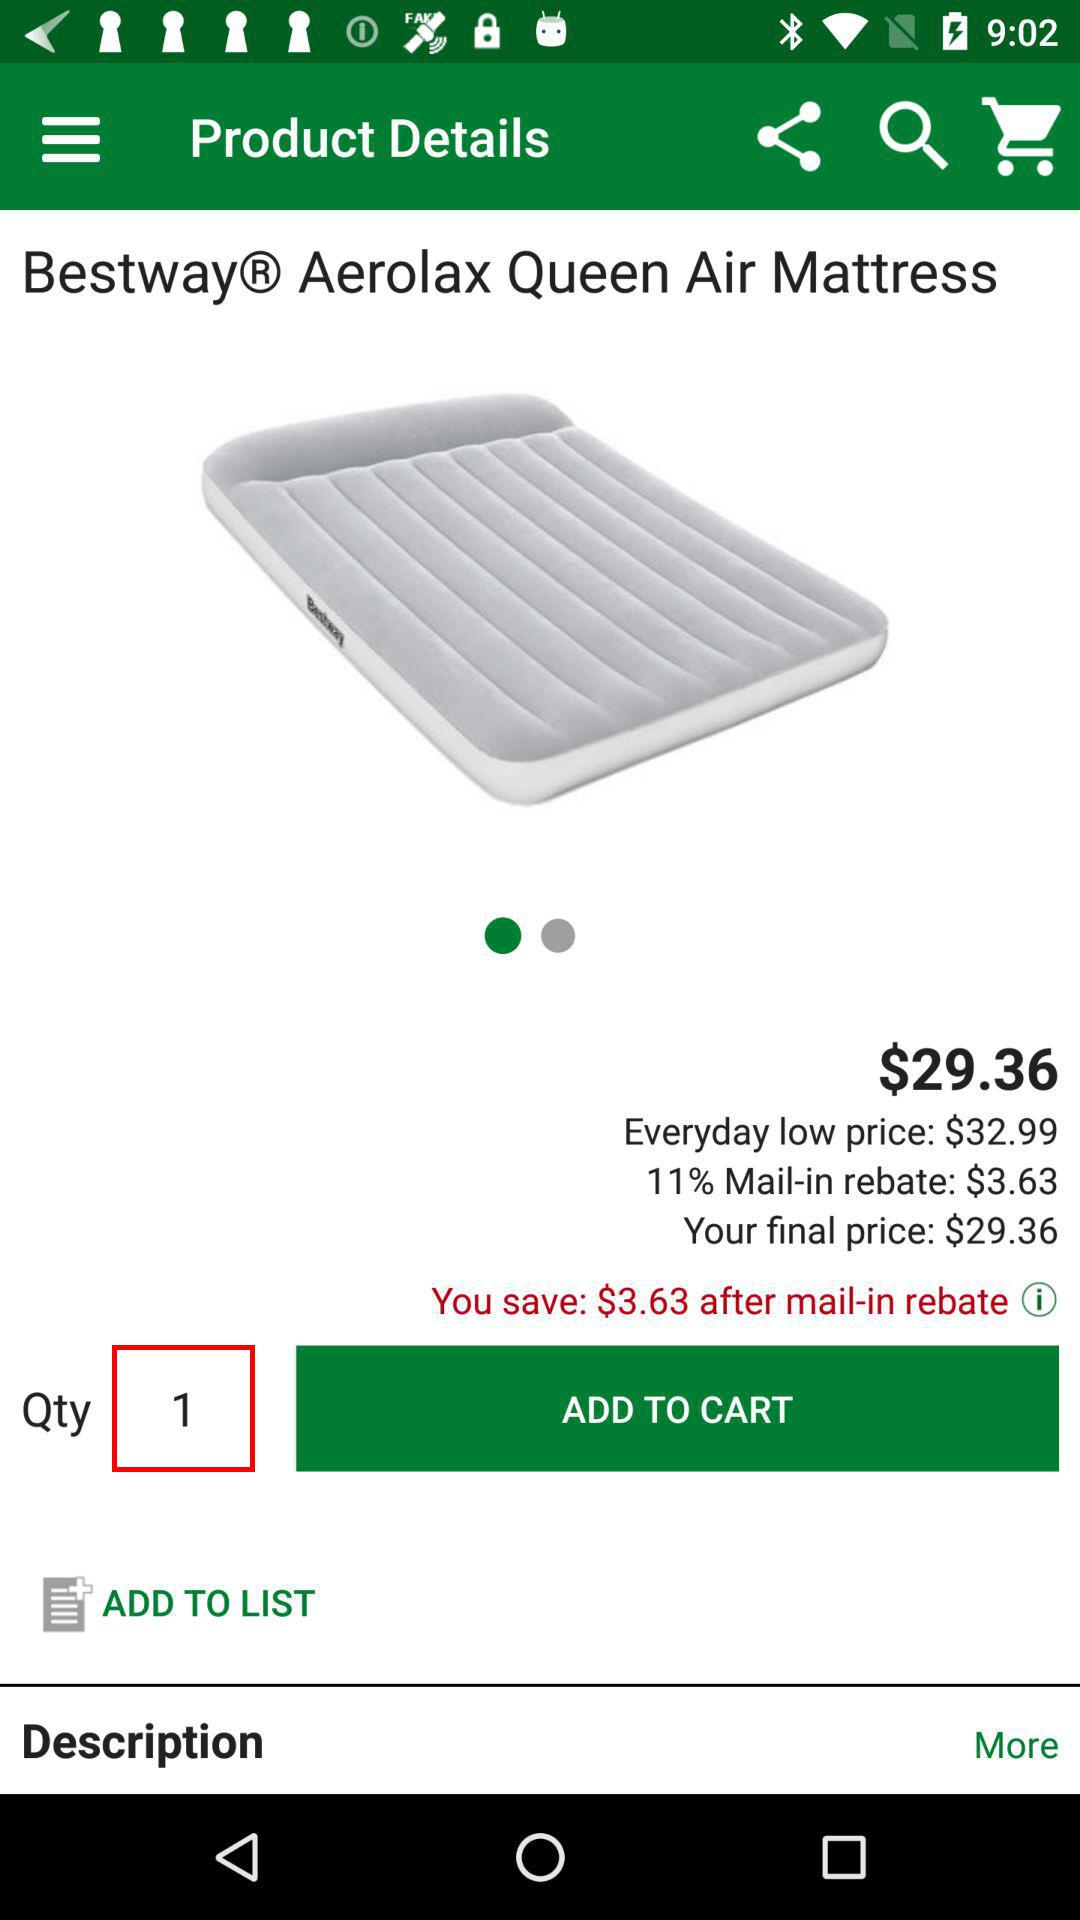 FAKE
9:02
Product Details
Bestway® Aerolax Queen Air Mattress
Bestway
$29.36
Everyday low price: $32.99
11% Mail-in rebate: $3.63
Your final price: $29.36
You save: $3.63 after mail-in rebate
Qty 1 ADD TO CART
ADD TO LIST
Description More